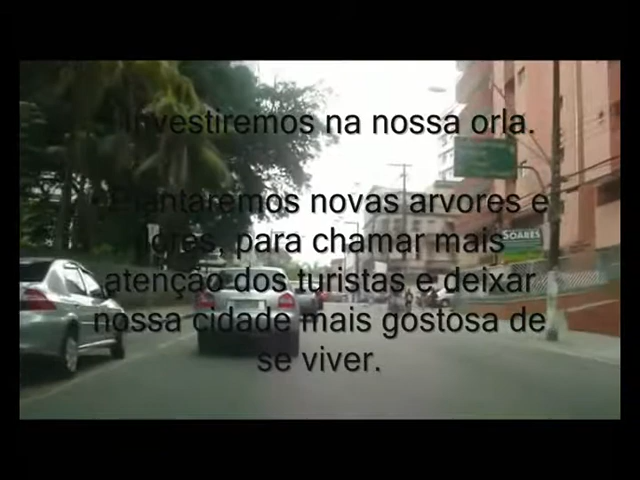 Investiremos na nossa orla.
Plantaremos novas arvores e
flores, para chamar mais
atenção dos turistas e deixar
nossa cidade mais gostosa de
se viver.
SOARES